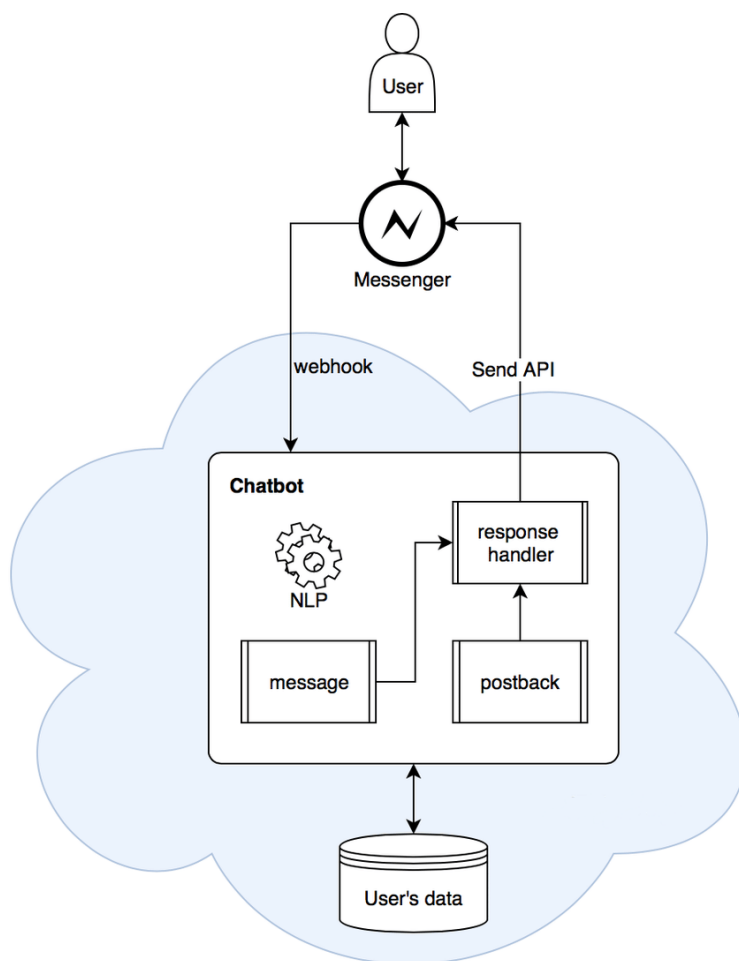 User
Messenger
webhook
Send API
Chatbot
response
handler
NLP
message
postback
User's data